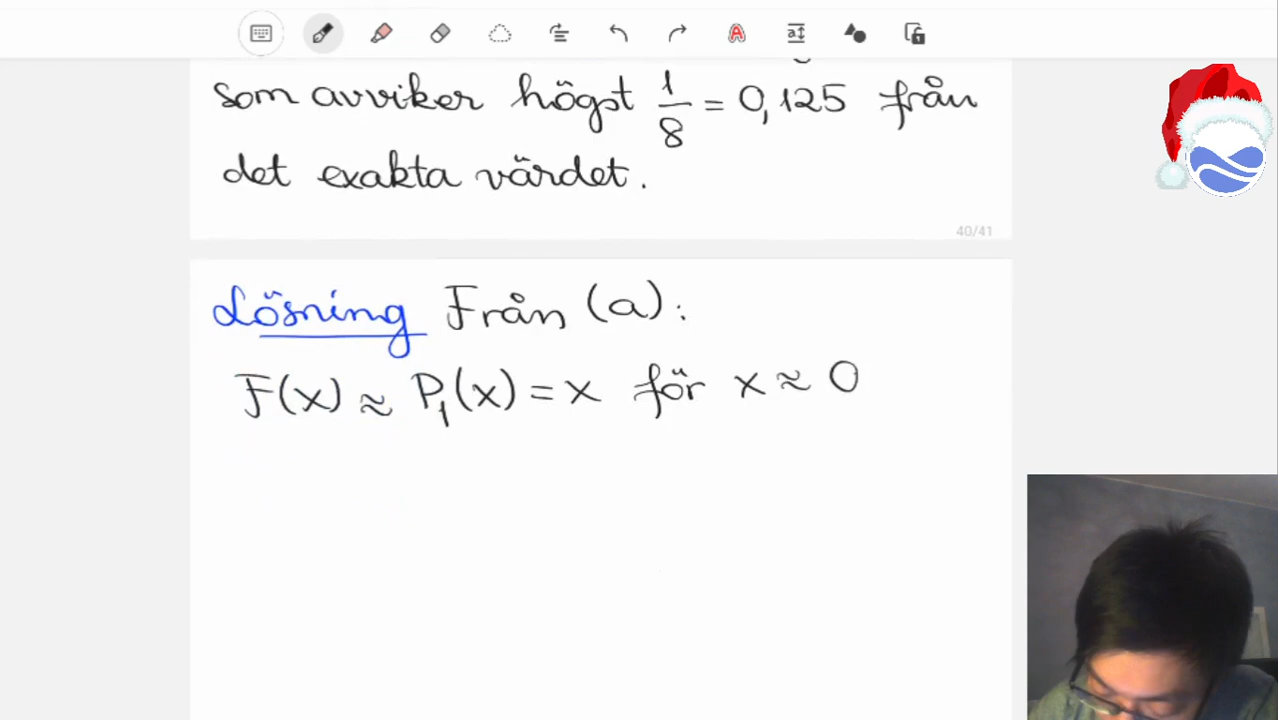 som avviker högst 1/8 = 0,125 från
det exakta värdet.
40/41
Lösning Från (a):
F(x) ≈ P₁(x) = x för x ≈ 0